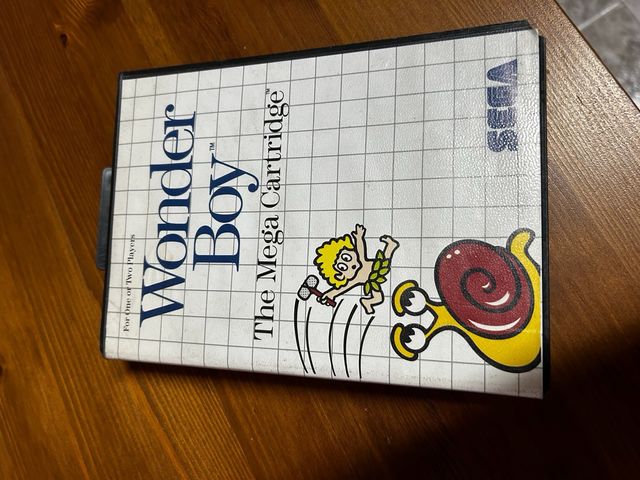 For One or Two Players
Wonder
Boy™
The Mega Cartridge™
SEGA